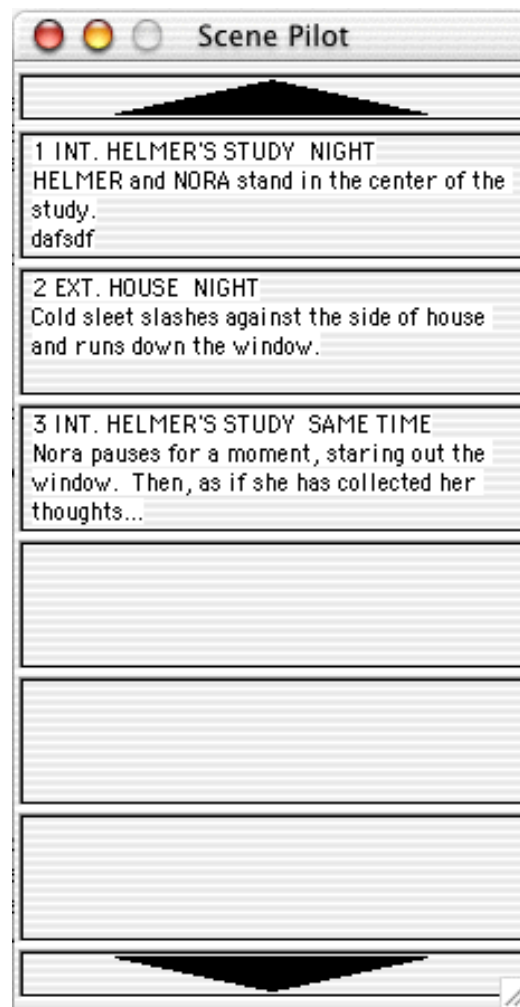 Scene Pilot
1 INT. HELMER'S STUDY  NIGHT
HELMER and NORA stand in the center of the
study.
dafsdf
2 EXT. HOUSE  NIGHT
Cold sleet slashes against the side of house
and runs down the window.
3 INT. HELMER'S STUDY  SAME TIME
Nora pauses for a moment, staring out the
window.  Then, as if she has collected her
thoughts...